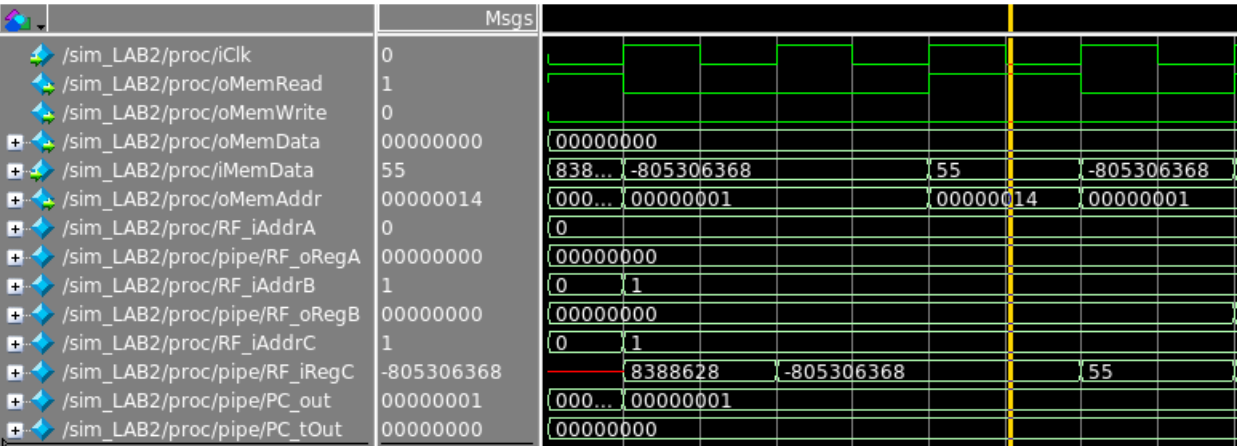 Msgs
/sim_LAB2/proc/iClk 0
/sim_LAB2/proc/oMemRead 1
/sim_LAB2/proc/oMemWrite 0
/sim_LAB2/proc/oMemData 00000000 00000000
/sim_LAB2/proc/iMemData 55 838... -805306368 55 -805306368
/sim_LAB2/proc/oMemAddr 00000014 000... 00000001 00000014 00000001
/sim_LAB2/proc/RF_iAddrA 0 0
/sim_LAB2/proc/pipe/RF_oRegA 00000000 00000000
/sim_LAB2/proc/RF_iAddrB 1 0 1
/sim_LAB2/proc/pipe/RF_oRegB 00000000 00000000
/sim_LAB2/proc/RF_iAddrC 1 0 1
/sim_LAB2/proc/pipe/RF_iRegC -805306368 8388628 -805306368 55
/sim_LAB2/proc/pipe/PC_out 00000001 000... 00000001
/sim_LAB2/proc/pipe/PC_tOut 00000000 00000000